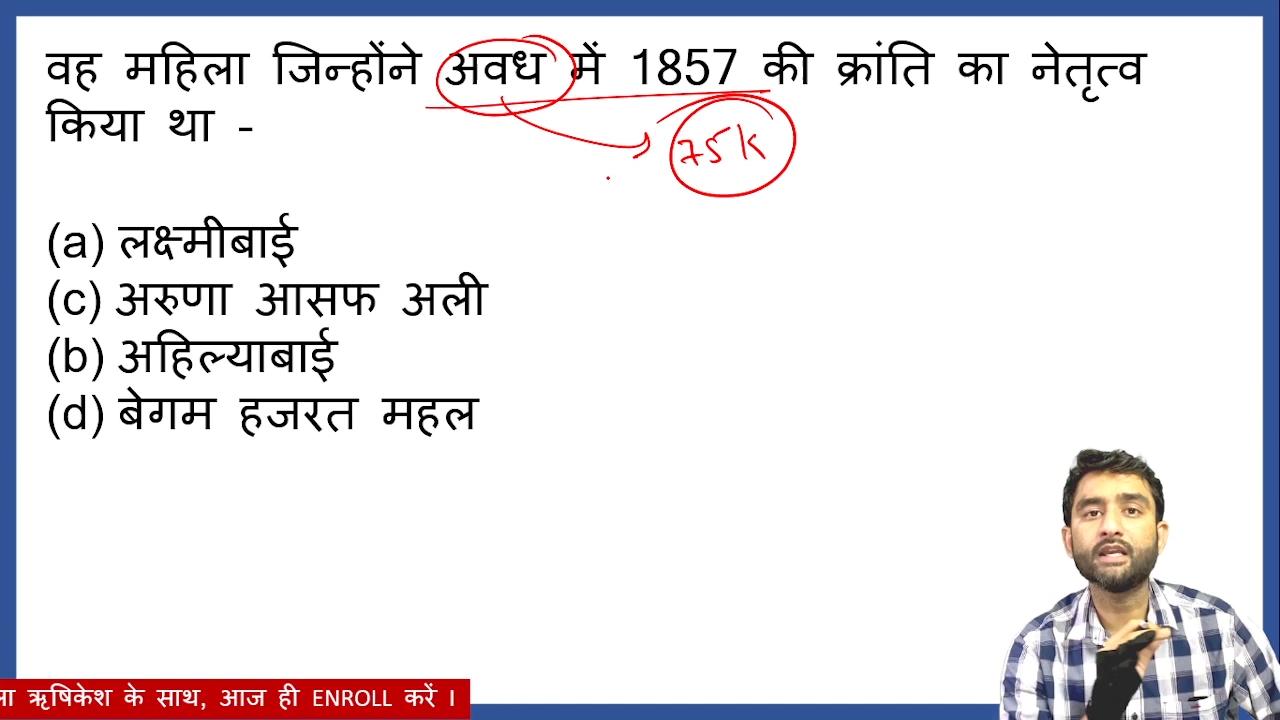 वह महिला जिन्होंने अवध में 1857 की क्रांति का नेतृत्व
किया था -
75K
(a) लक्ष्मीबाई
(c) अरुणा आसफ अली
(b) अहिल्याबाई
(d) बेगम हजरत महल
ऋषिकेश के साथ, आज ही ENROLL करें ।